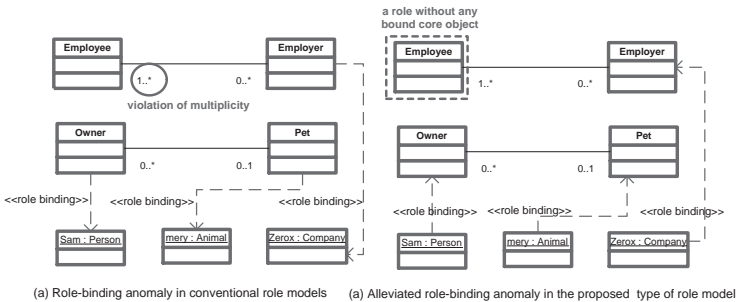 Employee
Employer
1..*
0..*
violation of multiplicity
Owner
Pet
0..*
0..1
<<role binding>>
<<role binding>>
<<role binding>>
Sam : Person
mery : Animal
Zerox : Company
(a) Role-binding anomaly in conventional role models
a role without any
bound core object
Employee
Employer
1..*
0..*
Owner
Pet
0..*
0..1
<<role binding>>
<<role binding>>
<<role binding>>
Sam : Person
mery : Animal
Zerox : Company
(a) Alleviated role-binding anomaly in the proposed type of role model